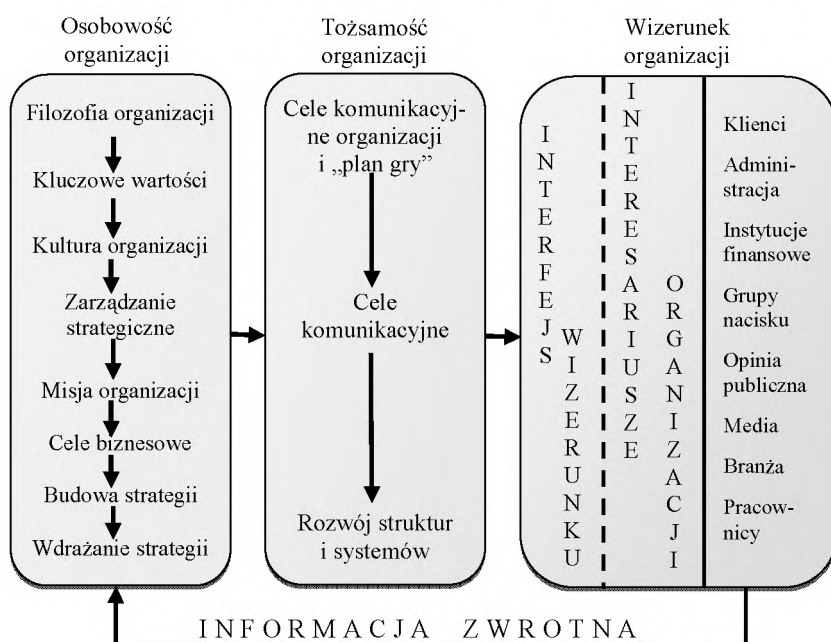 Osobowość
organizacji
Filozofia organizacji
Kluczowe wartości
Kultura organizacji
Zarządzanie
strategiczne
Misja organizacji
Cele biznesowe
Budowa strategii
Wdrażanie strategii
Tożsamość
organizacji
Cele komunikacyj-
ne organizacji
i „plan gry”
Cele
komunikacyjne
Rozwój struktur
i systemów
Wizerunek
organizacji
INTERFEJS
WIZERUNKU
INTERESARIUSZE
ORGANIZACJI
Klienci
Admini-
stracja
Instytucje
finansowe
Grupy
nacisku
Opinia
publiczna
Media
Branża
Pracow-
nicy
INFORMACJA ZWROTNA